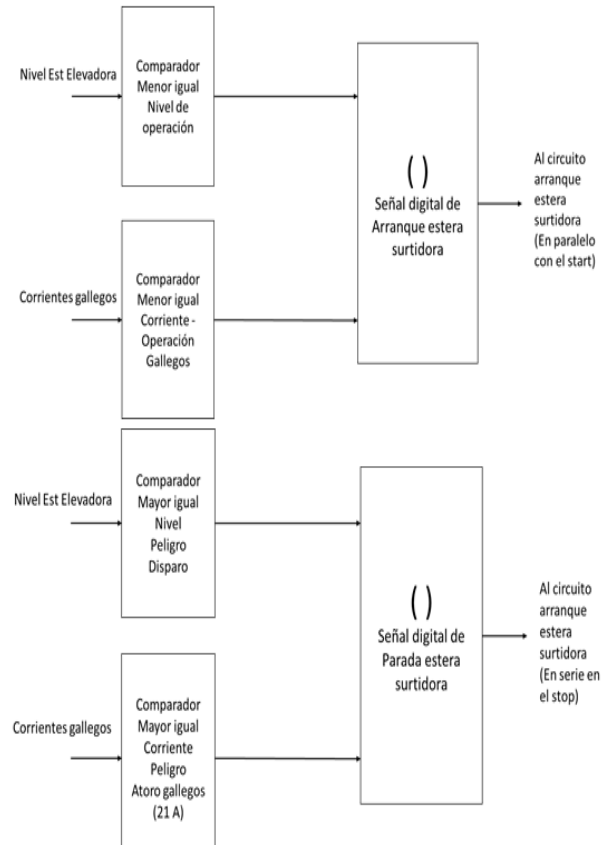 Nivel Est Elevadora
Comparador
Menor igual
Nivel de
operación
( )
Señal digital de
Arranque estera
surtidora
Al circuito
arranque
estera
surtidora
(En paralelo
con el start)
Corrientes gallegos
Comparador
Menor igual
Corriente -
Operación
Gallegos
Nivel Est Elevadora
Comparador
Mayor igual
Nivel
Peligro
Disparo
( )
Señal digital de
Parada estera
surtidora
Al circuito
arranque
estera
surtidora
(En serie en
el stop)
Corrientes gallegos
Comparador
Mayor igual
Corriente
Peligro
Atoro gallegos
(21 A)